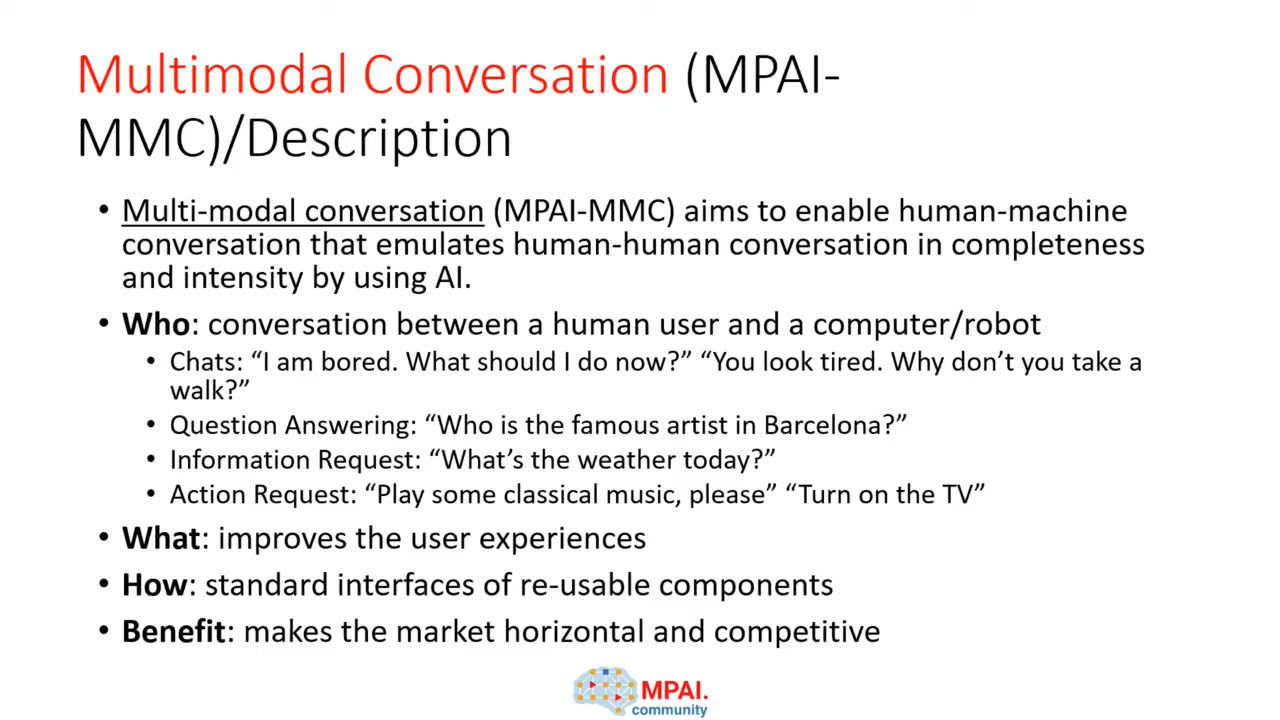 Multimodal Conversation (MPAI-
MMC)/Description
• Multi-modal conversation (MPAI-MMC) aims to enable human-machine
conversation that emulates human-human conversation in completeness
and intensity by using AI.
• Who: conversation between a human user and a computer/robot
• Chats: “I am bored. What should I do now?” “You look tired. Why don’t you take a
walk?”
• Question Answering: “Who is the famous artist in Barcelona?”
• Information Request: “What’s the weather today?”
• Action Request: “Play some classical music, please” “Turn on the TV”
• What: improves the user experiences
• How: standard interfaces of re-usable components
• Benefit: makes the market horizontal and competitive
MPAI.
community